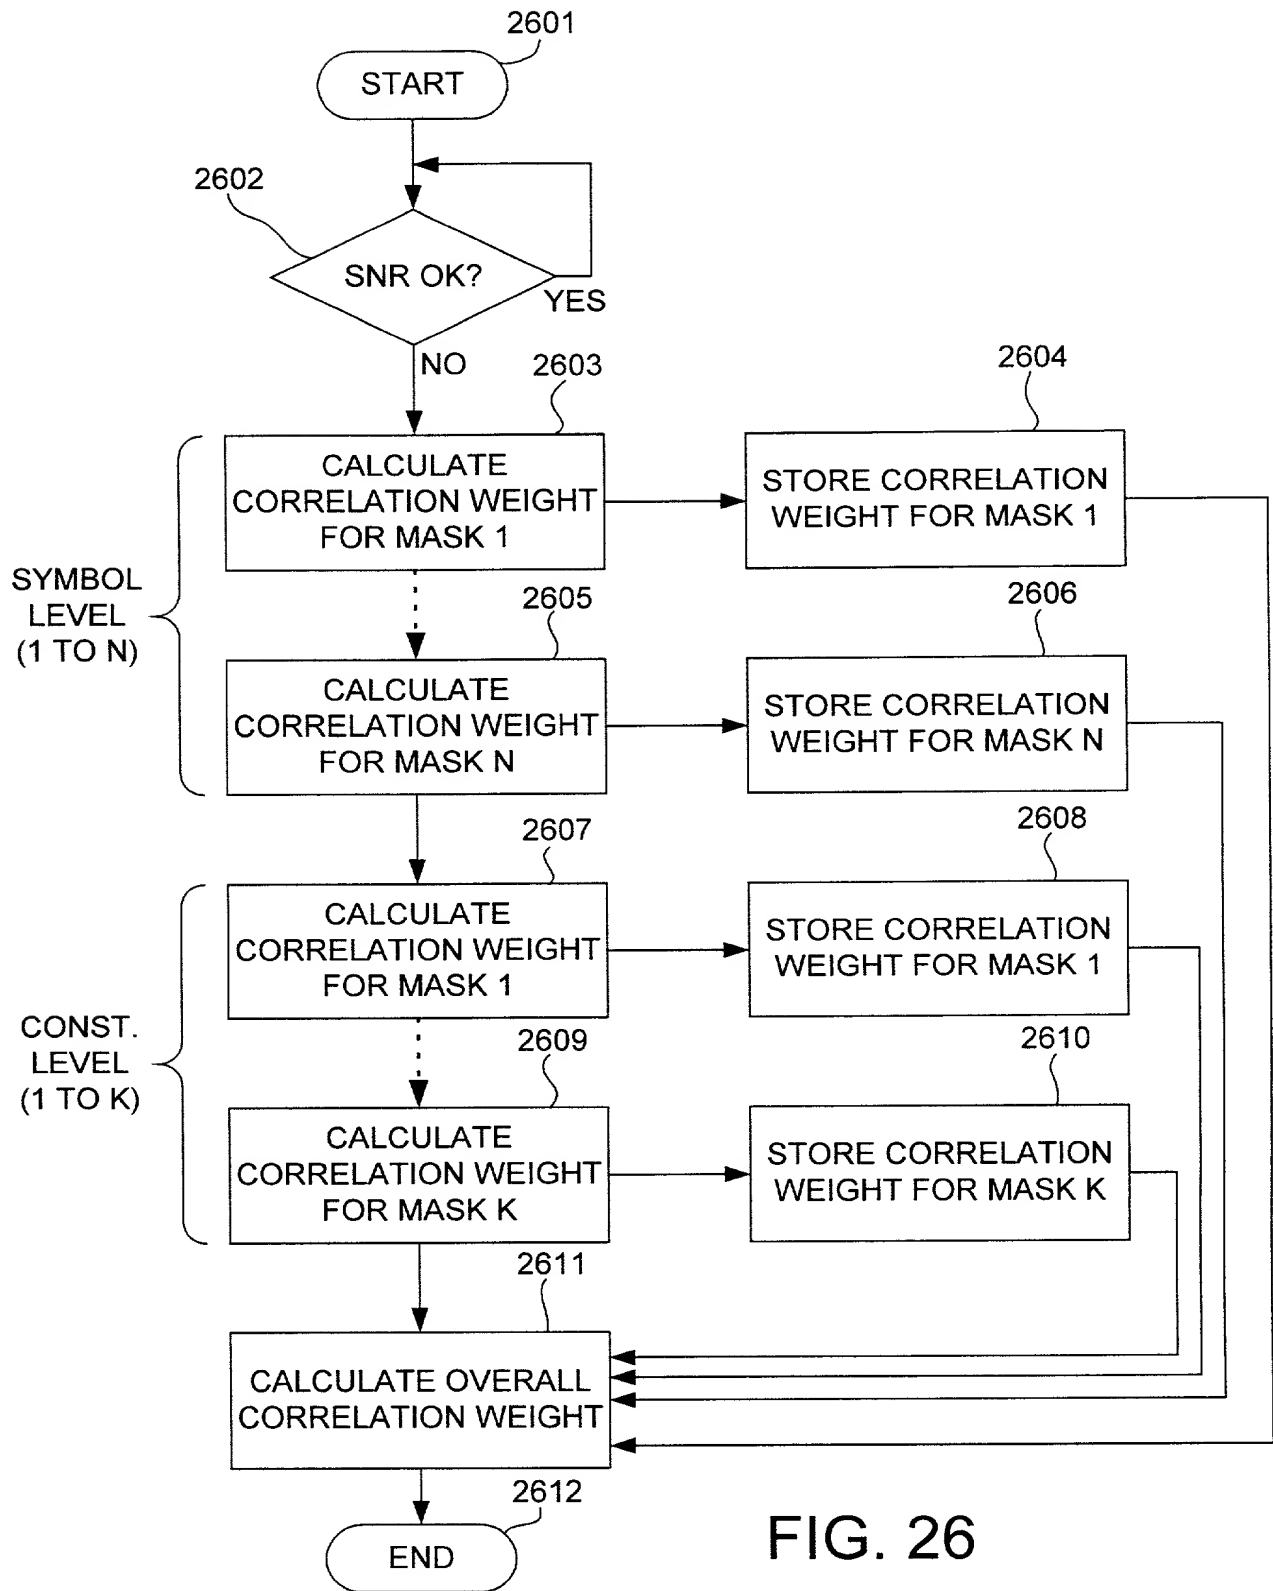 2601
START
2602
SNR OK?
YES
NO
2603
2604
CALCULATE
CORRELATION WEIGHT
FOR MASK 1
STORE CORRELATION
WEIGHT FOR MASK 1
SYMBOL
LEVEL
(1 TO N)
2605
2606
CALCULATE
CORRELATION WEIGHT
FOR MASK N
STORE CORRELATION
WEIGHT FOR MASK N
2607
2608
CALCULATE
CORRELATION WEIGHT
FOR MASK 1
STORE CORRELATION
WEIGHT FOR MASK 1
CONST.
LEVEL
(1 TO K)
2609
2610
CALCULATE
CORRELATION WEIGHT
FOR MASK K
STORE CORRELATION
WEIGHT FOR MASK K
2611
CALCULATE OVERALL
CORRELATION WEIGHT
2612
END
FIG. 26